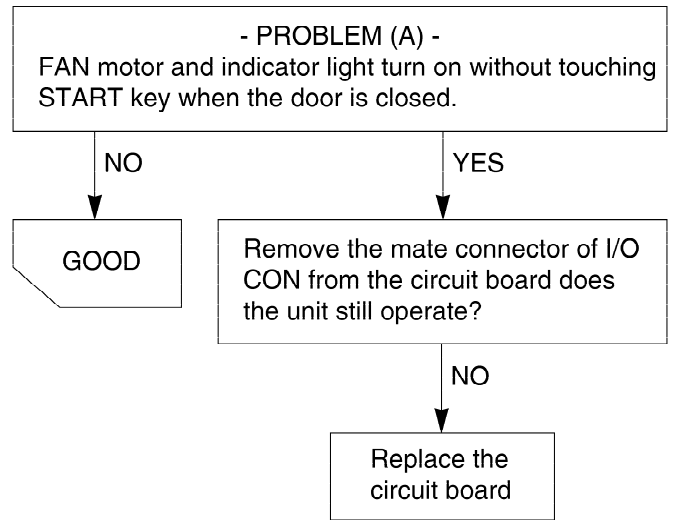 - PROBLEM (A) -
FAN motor and indicator light turn on without touching
START key when the door is closed.
NO
YES
GOOD
Remove the mate connector of I/O
CON from the circuit board does
the unit still operate?
NO
Replace the
circuit board